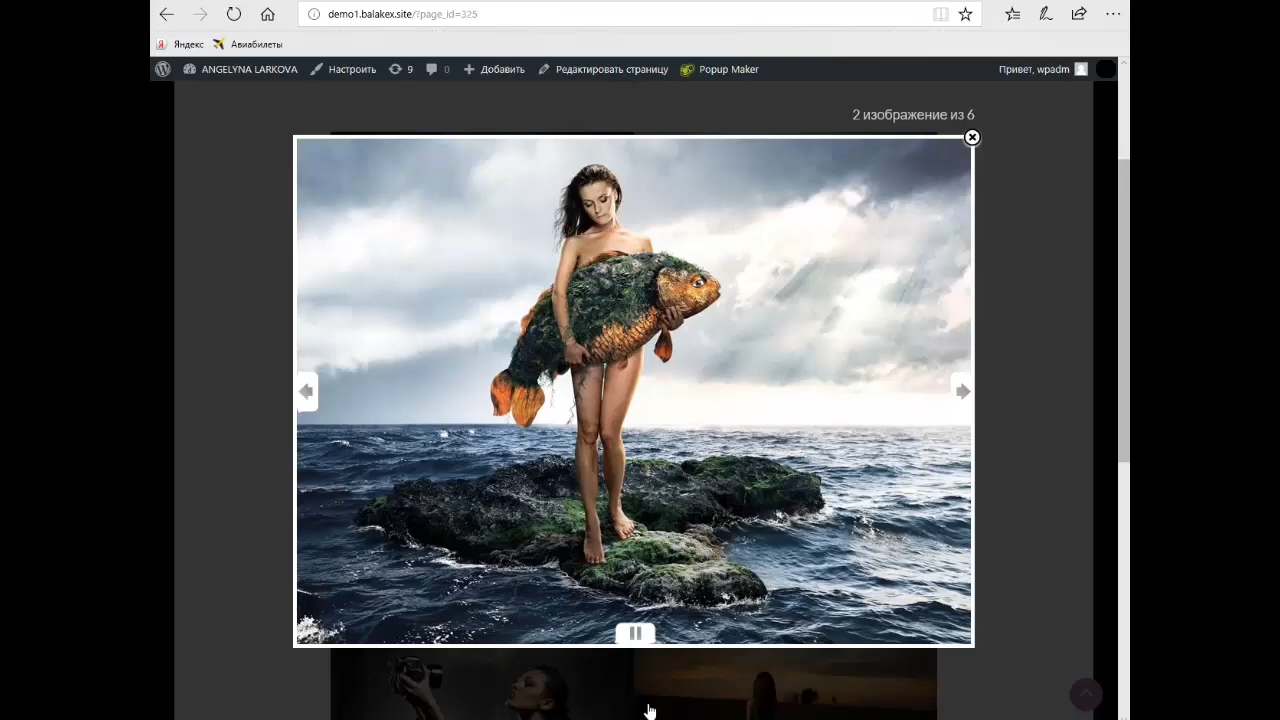 demo1.balakex.site/?page_id=325
Я Яндекс Авиабилеты
ANGELYNA LARKOVA Настроить 9 0 Добавить Редактировать страницу Popup Maker Привет, wpadm
2 изображение из 6